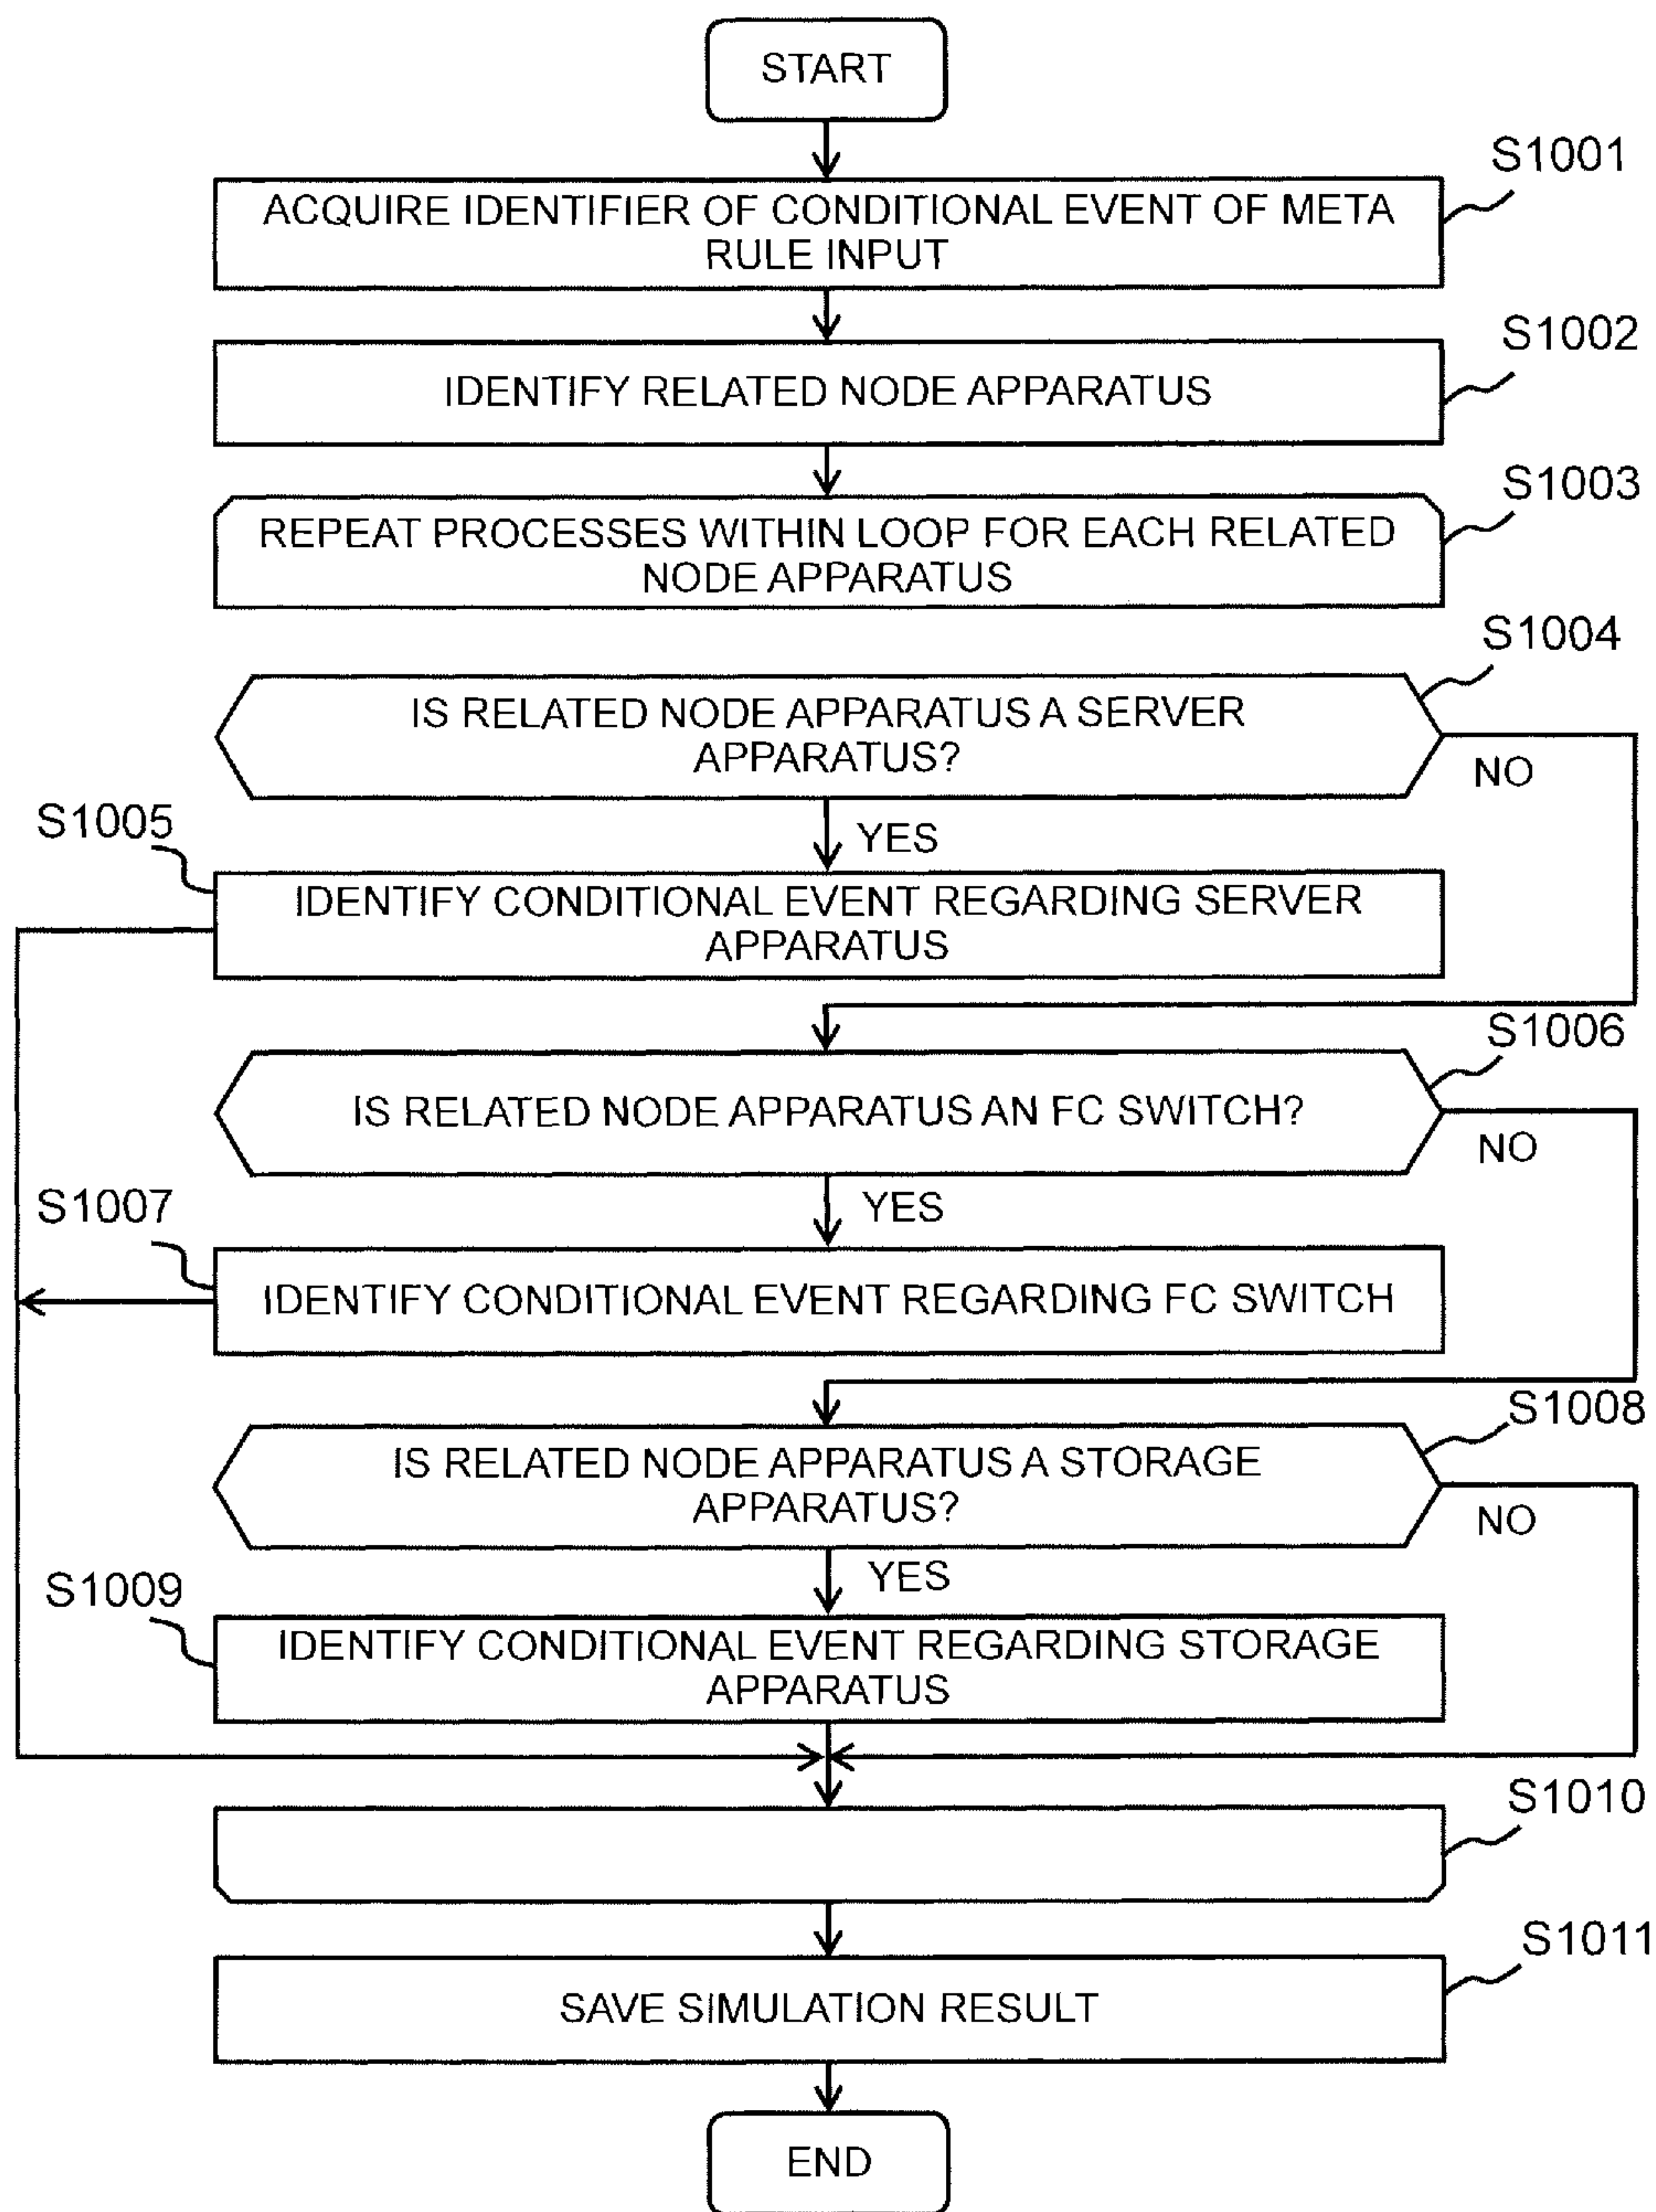 START
S1001
ACQUIRE IDENTIFIER OF CONDITIONAL EVENT OF META
RULE INPUT
S1002
IDENTIFY RELATED NODE APPARATUS
S1003
REPEAT PROCESSES WITHIN LOOP FOR EACH RELATED
NODE APPARATUS
S1004
IS RELATED NODE APPARATUS A SERVER
APPARATUS?
NO
YES
S1005
IDENTIFY CONDITIONAL EVENT REGARDING SERVER
APPARATUS
S1006
IS RELATED NODE APPARATUS AN FC SWITCH?
NO
YES
S1007
IDENTIFY CONDITIONAL EVENT REGARDING FC SWITCH
S1008
IS RELATED NODE APPARATUS A STORAGE
APPARATUS?
NO
YES
S1009
IDENTIFY CONDITIONAL EVENT REGARDING STORAGE
APPARATUS
S1010
S1011
SAVE SIMULATION RESULT
END